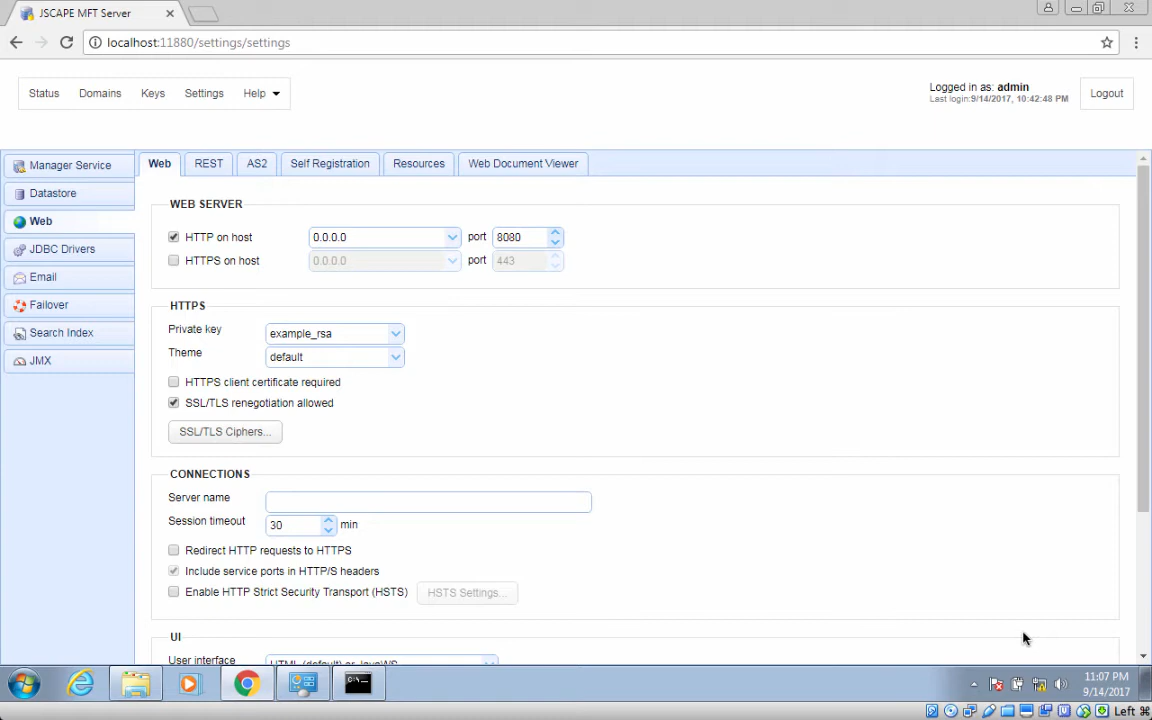 JSCAPE MFT Server
localhost:11880/settings/settings
Status Domains Keys Settings Help
Logged in as: admin
Last login:9/14/2017, 10:42:48 PM
Logout
Manager Service
Datastore
Web
JDBC Drivers
Email
Failover
Search Index
JMX
Web REST AS2 Self Registration Resources Web Document Viewer
WEB SERVER
HTTP on host 0.0.0.0 port 8080
HTTPS on host 0.0.0.0 port 443
HTTPS
Private key example_rsa
Theme default
HTTPS client certificate required
SSL/TLS renegotiation allowed
SSL/TLS Ciphers...
CONNECTIONS
Server name
Session timeout 30 min
Redirect HTTP requests to HTTPS
Include service ports in HTTP/S headers
Enable HTTP Strict Security Transport (HSTS) HSTS Settings...
UI
User interface HTML (default) or JavaWS
11:07 PM
9/14/2017
Left ⌘